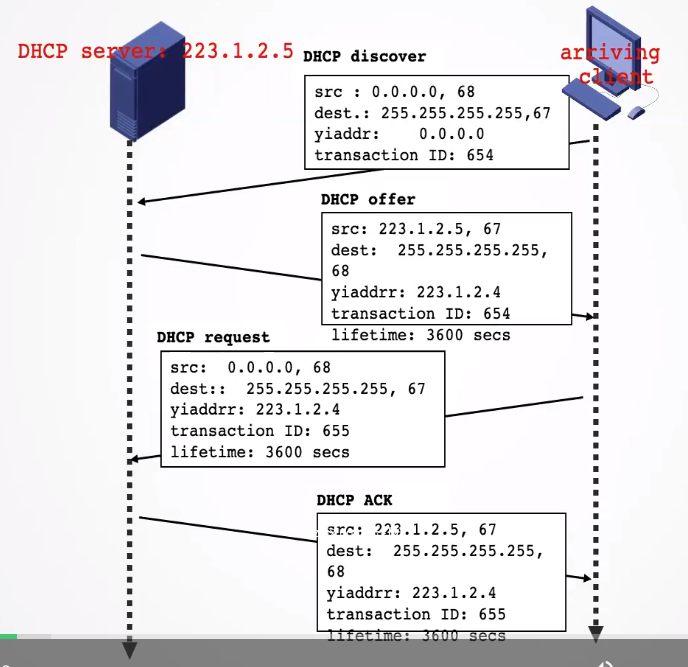 DHCP server: 223.1.2.5
arriving
client
DHCP discover
src : 0.0.0.0, 68
dest.: 255.255.255.255,67
yiaddr: 0.0.0.0
transaction ID: 654
DHCP offer
src: 223.1.2.5, 67
dest: 255.255.255.255,
68
yiaddrr: 223.1.2.4
transaction ID: 654
lifetime: 3600 secs
DHCP request
src: 0.0.0.0, 68
dest:: 255.255.255.255, 67
yiaddrr: 223.1.2.4
transaction ID: 655
lifetime: 3600 secs
DHCP ACK
src: 223.1.2.5, 67
dest: 255.255.255.255,
68
yiaddrr: 223.1.2.4
transaction ID: 655
lifetime: 3600 secs